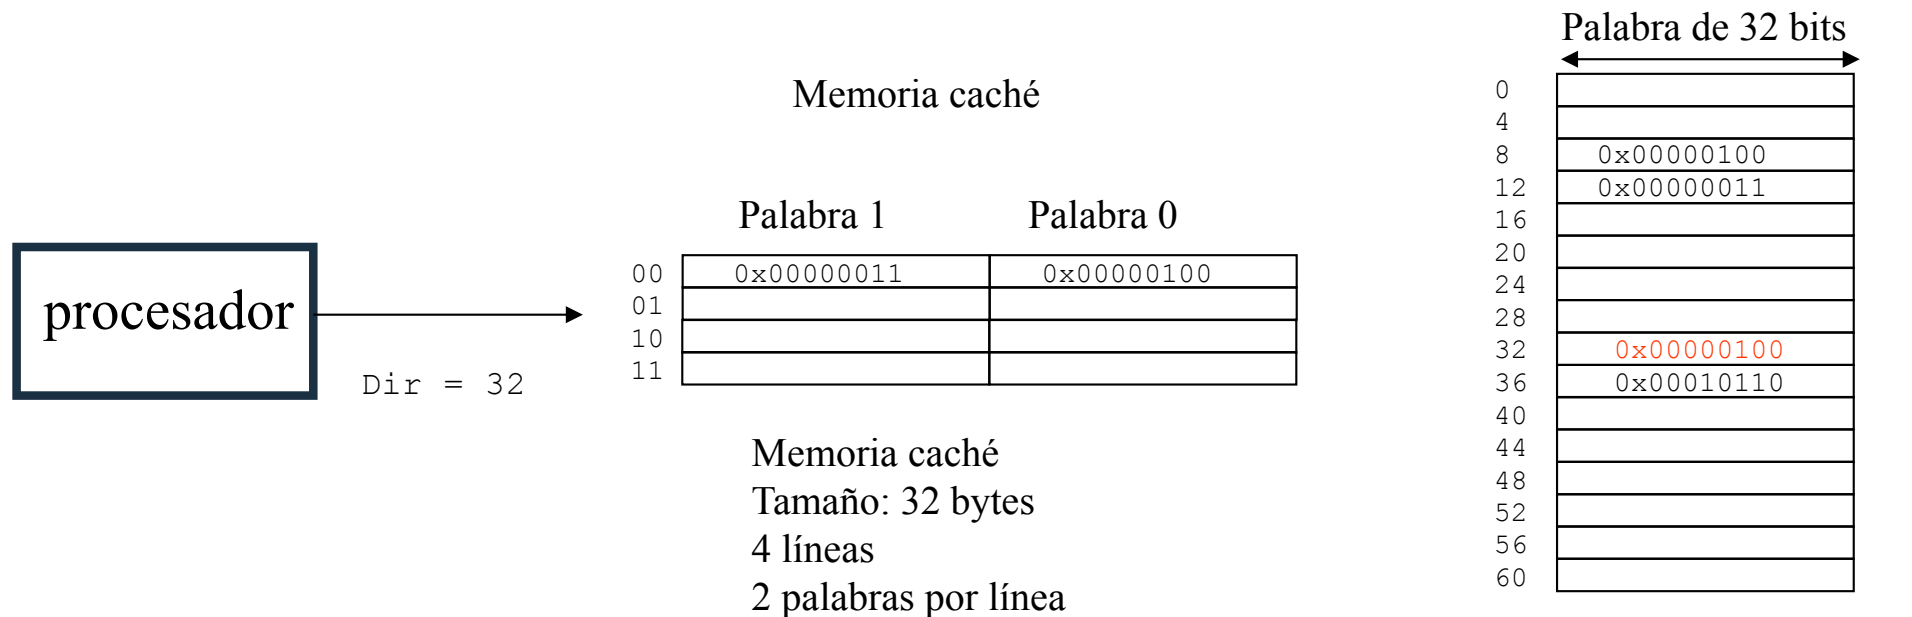 Palabra de 32 bits
Memoria caché
0
4
8 0x00000100
12 0x00000011
16
20
24
28
32 0x00000100
36 0x00010110
40
44
48
52
56
60
Palabra 1 Palabra 0
00 0x00000011 0x00000100
01
10
11
procesador
Dir = 32
Memoria caché
Tamaño: 32 bytes
4 líneas
2 palabras por línea